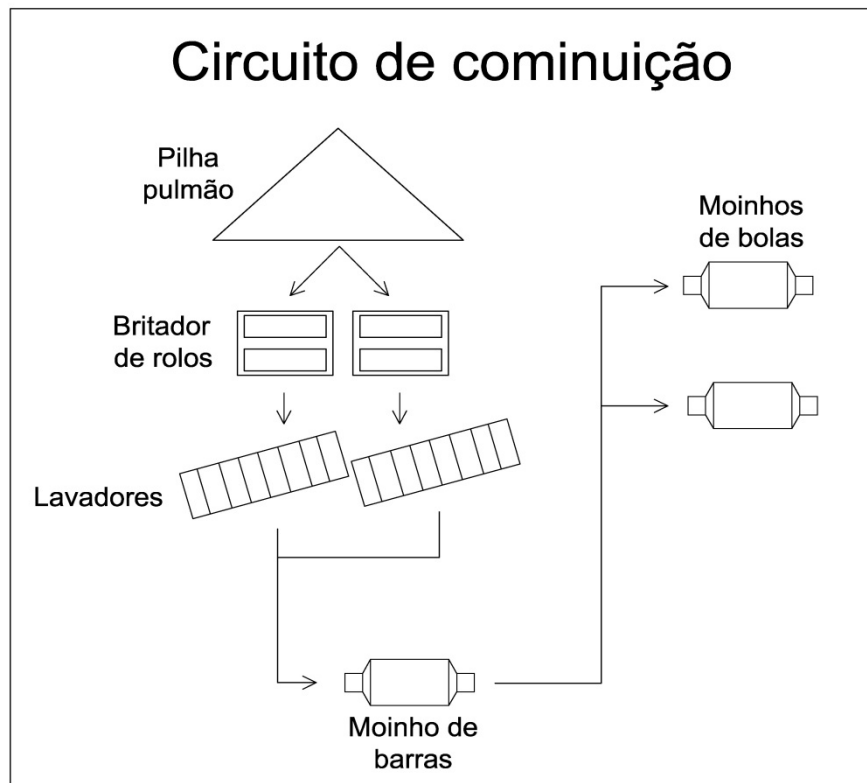 Circuito de cominuição
Pilha
pulmão
Moinhos
de bolas
Britador
de rolos
Lavadores
Moinho de
barras